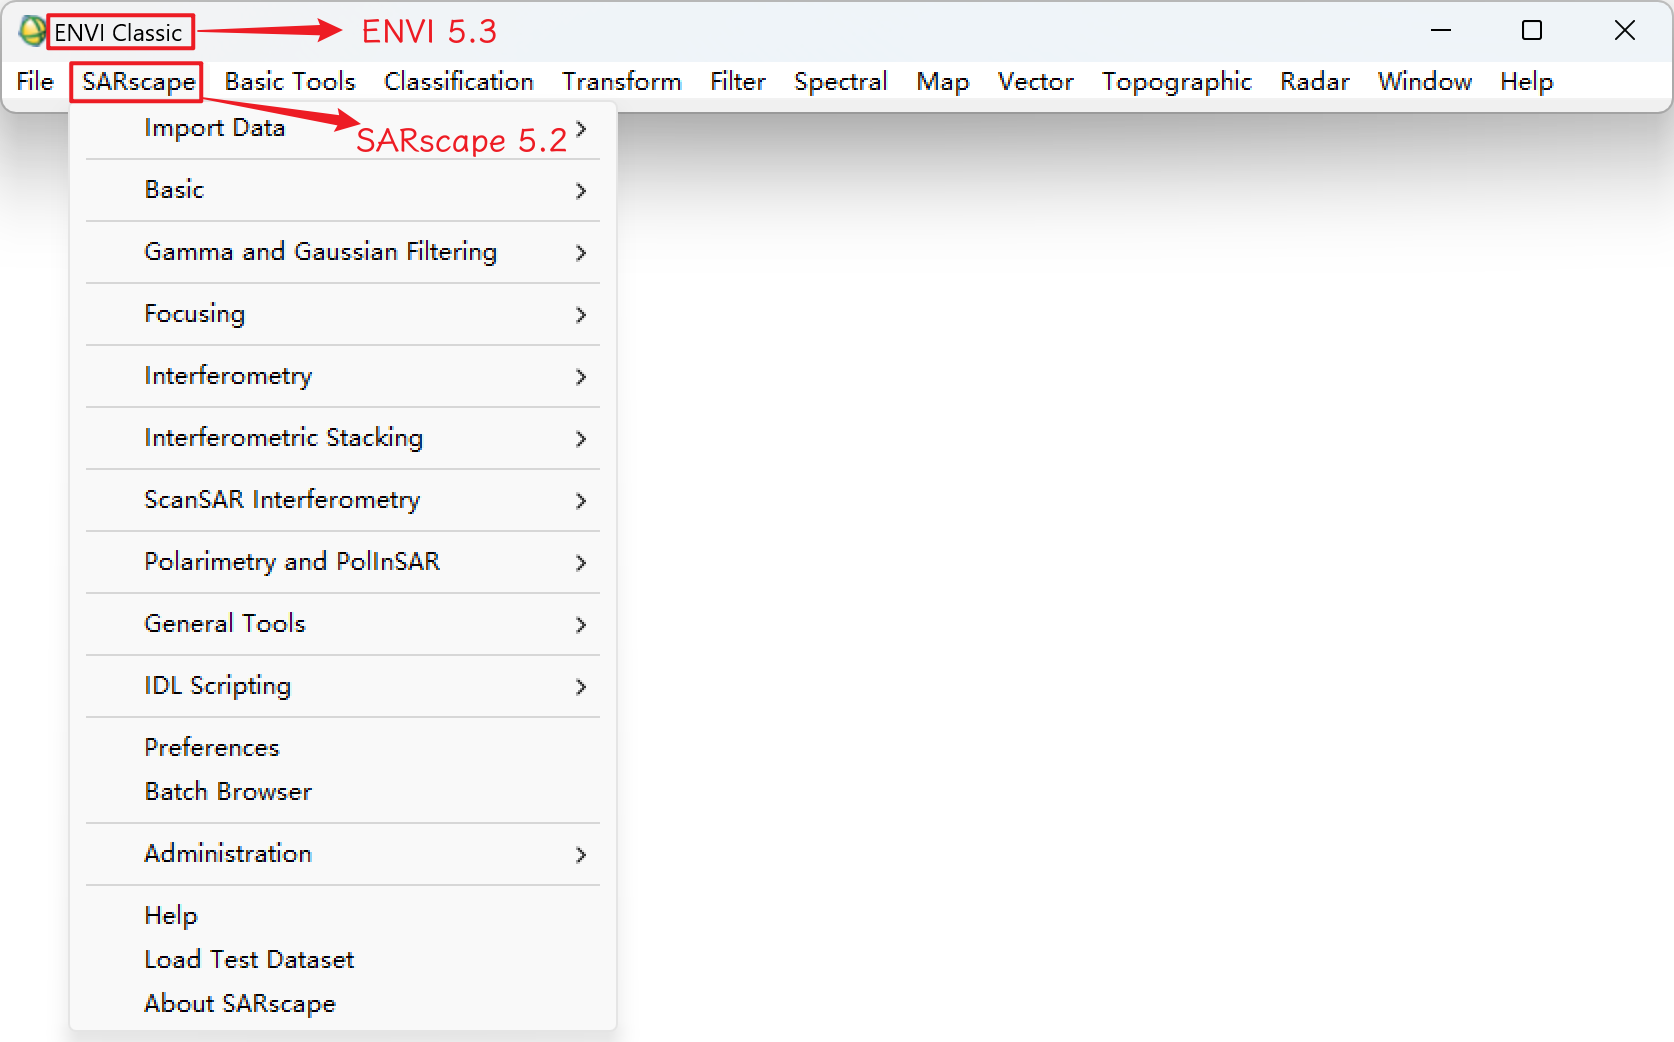 ENVI Classic ENVI 5.3
File SARscape Basic Tools Classification Transform Filter Spectral Map Vector Topographic Radar Window Help
Import Data
SARscape 5.2
Basic
Gamma and Gaussian Filtering
Focusing
Interferometry
Interferometric Stacking
ScanSAR Interferometry
Polarimetry and PolInSAR
General Tools
IDL Scripting
Preferences
Batch Browser
Administration
Help
Load Test Dataset
About SARscape